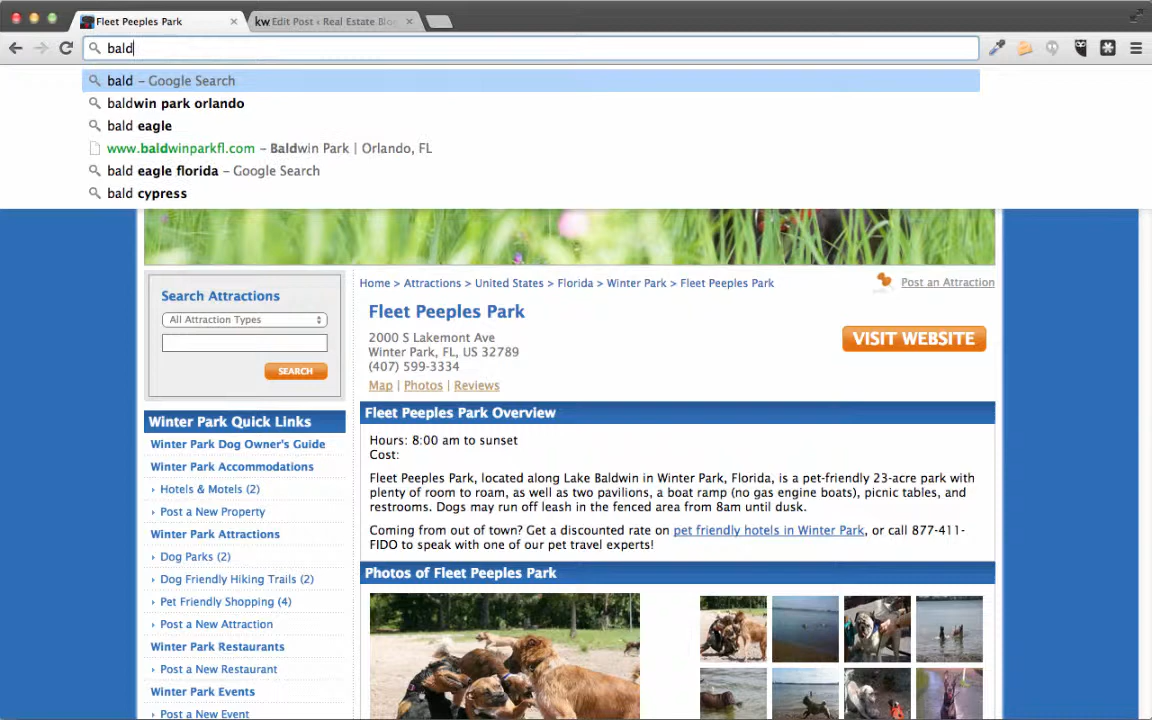 Fleet Peeples Park
kw Edit Post ‹ Real Estate Blo
bald
bald – Google Search
baldwin park orlando
bald eagle
www.baldwinparkfl.com – Baldwin Park | Orlando, FL
bald eagle florida – Google Search
bald cypress
Home > Attractions > United States > Florida > Winter Park > Fleet Peeples Park
Post an Attraction
Search Attractions
All Attraction Types
SEARCH
Fleet Peeples Park
2000 S Lakemont Ave
Winter Park, FL, US 32789
(407) 599-3334
Map | Photos | Reviews
VISIT WEBSITE
Winter Park Quick Links
Winter Park Dog Owner's Guide
Winter Park Accommodations
Hotels & Motels (2)
Post a New Property
Winter Park Attractions
Dog Parks (2)
Dog Friendly Hiking Trails (2)
Pet Friendly Shopping (4)
Post a New Attraction
Winter Park Restaurants
Post a New Restaurant
Winter Park Events
Post a New Event
Fleet Peeples Park Overview
Hours: 8:00 am to sunset
Cost:
Fleet Peeples Park, located along Lake Baldwin in Winter Park, Florida, is a pet-friendly 23-acre park with
plenty of room to roam, as well as two pavilions, a boat ramp (no gas engine boats), picnic tables, and
restrooms. Dogs may run off leash in the fenced area from 8am until dusk.
Coming from out of town? Get a discounted rate on pet friendly hotels in Winter Park, or call 877-411-
FIDO to speak with one of our pet travel experts!
Photos of Fleet Peeples Park